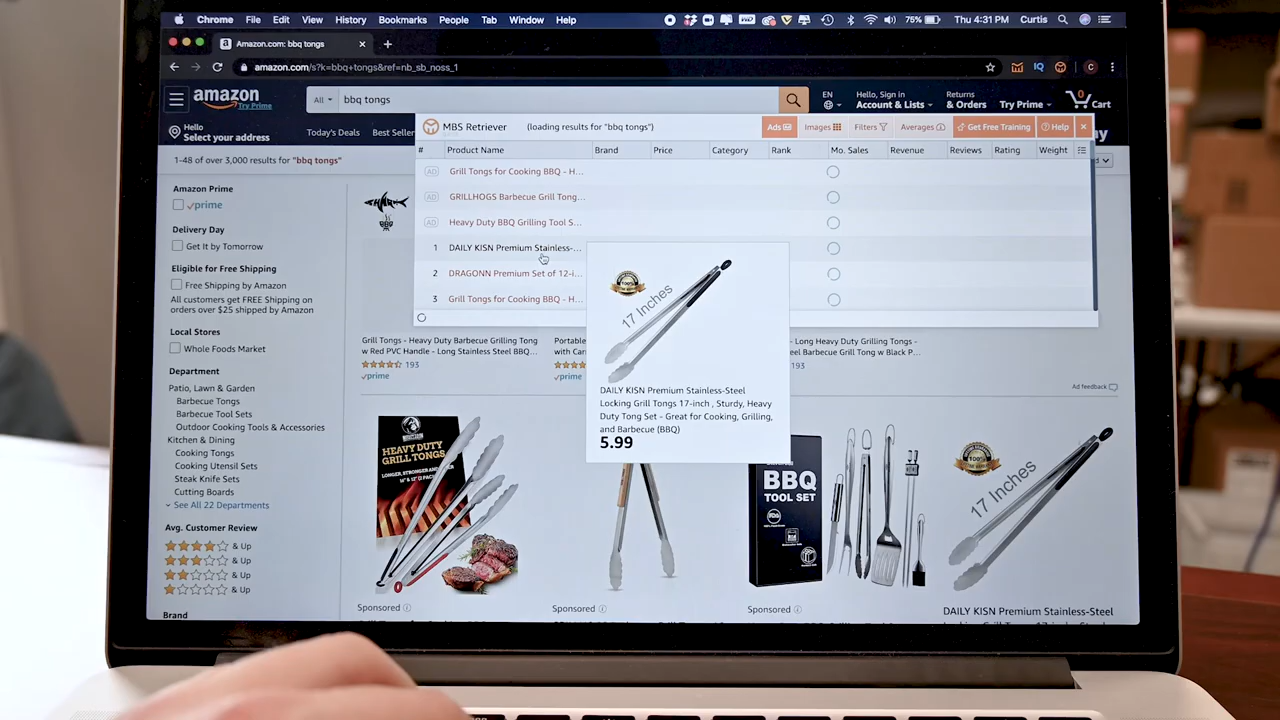 Chrome File Edit View History Bookmarks People Tab Window Help
75% Thu 4:31 PM Curtis
Amazon.com: bbq tongs
amazon.com/s?k=bbq+tongs&ref=nb_sb_noss_1
IQ
C
amazon
Try Prime
All
bbq tongs
EN
Hello, Sign in
Account & Lists
Returns
& Orders
Try Prime
0
Cart
Hello
Select your address
Today's Deals Best Seller
MBS Retriever (loading results for "bbq tongs")
Ads Images Filters Averages Get Free Training Help
# Product Name Brand Price Category Rank Mo. Sales Revenue Reviews Rating Weight
AD Grill Tongs for Cooking BBQ - H...
AD GRILLHOGS Barbecue Grill Tong...
AD Heavy Duty BBQ Grilling Tool S...
1 DAILY KISN Premium Stainless-...
2 DRAGONN Premium Set of 12-i...
3 Grill Tongs for Cooking BBQ - H...
17 Inches
DAILY KISN Premium Stainless-Steel
Locking Grill Tongs 17-inch , Sturdy, Heavy
Duty Tong Set - Great for Cooking, Grilling,
and Barbecue (BBQ)
5.99
1-48 of over 3,000 results for "bbq tongs"
Amazon Prime
prime
Delivery Day
Get It by Tomorrow
Eligible for Free Shipping
Free Shipping by Amazon
All customers get FREE Shipping on
orders over $25 shipped by Amazon
Local Stores
Whole Foods Market
Department
Patio, Lawn & Garden
Barbecue Tongs
Barbecue Tool Sets
Outdoor Cooking Tools & Accessories
Kitchen & Dining
Cooking Tongs
Cooking Utensil Sets
Steak Knife Sets
Cutting Boards
See All 22 Departments
Avg. Customer Review
& Up
& Up
& Up
& Up
Brand
Grill Tongs - Heavy Duty Barbecue Grilling Tong
w Red PVC Handle - Long Stainless Steel BBQ...
193
prime
Portable
with Car
prime
- Long Heavy Duty Grilling Tongs -
el Barbecue Grill Tong w Black P...
193
Ad feedback
HEAVY DUTY
GRILL TONGS
LONGER, STRONGER AND
BBQ
TOOL SET
FDA
17 Inches
Sponsored
Sponsored
Sponsored
DAILY KISN Premium Stainless-Steel